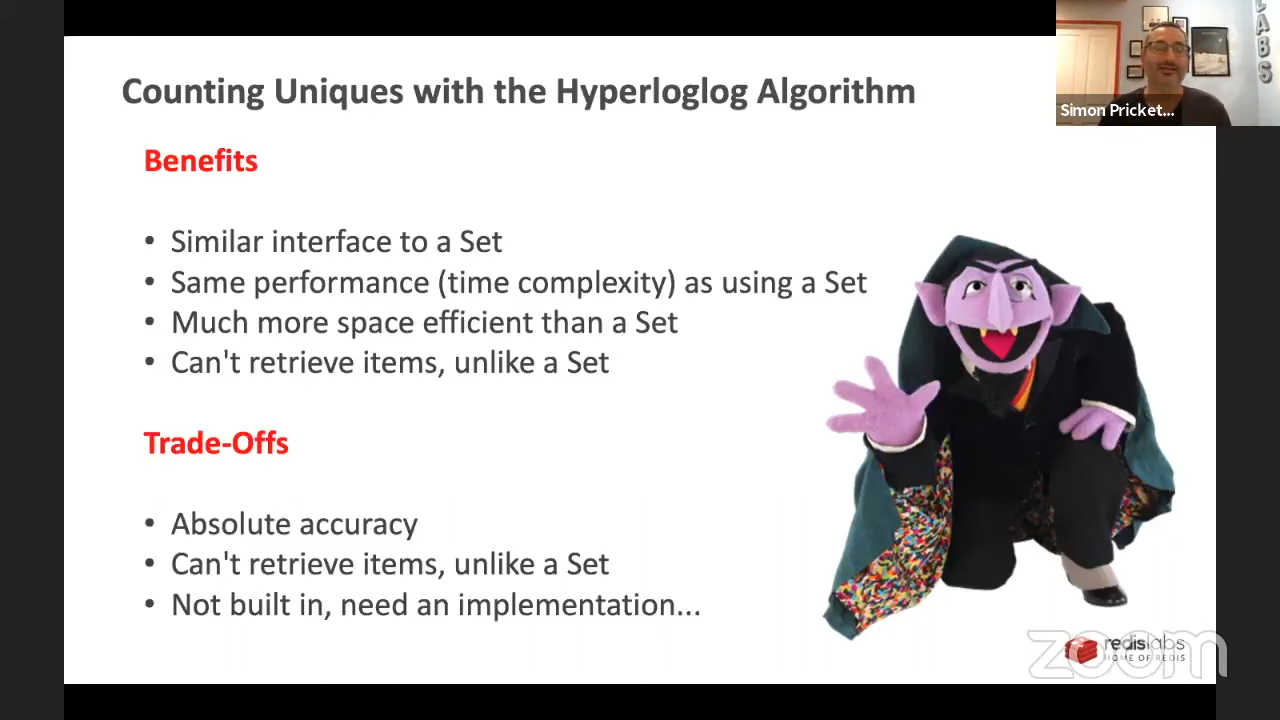 Counting Uniques with the Hyperloglog Algorithm
Benefits
• Similar interface to a Set
• Same performance (time complexity) as using a Set
• Much more space efficient than a Set
• Can't retrieve items, unlike a Set
Trade-Offs
• Absolute accuracy
• Can't retrieve items, unlike a Set
• Not built in, need an implementation...
LABS
Simon Pricket...
redislabs
HOME OF REDIS
zoom